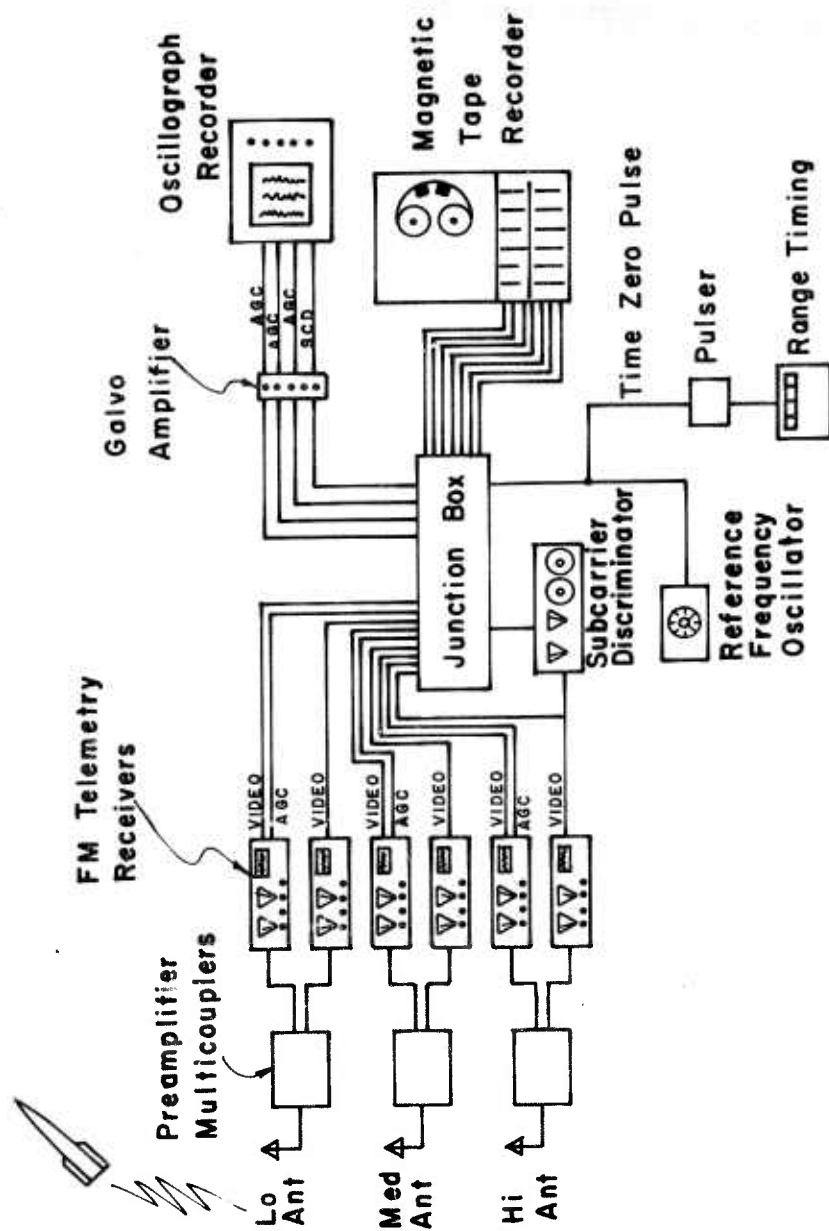 FM Telemetry
Receivers
Preamplifier
Multicouplers
Lo
Ant
Med
Ant
Hi
Ant
VIDEO
AGC
VIDEO
VIDEO
AGC
VIDEO
VIDEO
AGC
VIDEO
Galvo
Amplifier
AGC
AGC
AGC
SCD
Oscillograph
Recorder
Magnetic
Tape
Recorder
Junction Box
Subcarrier
Discriminator
Reference
Frequency
Oscillator
Time Zero Pulse
Pulser
Range Timing